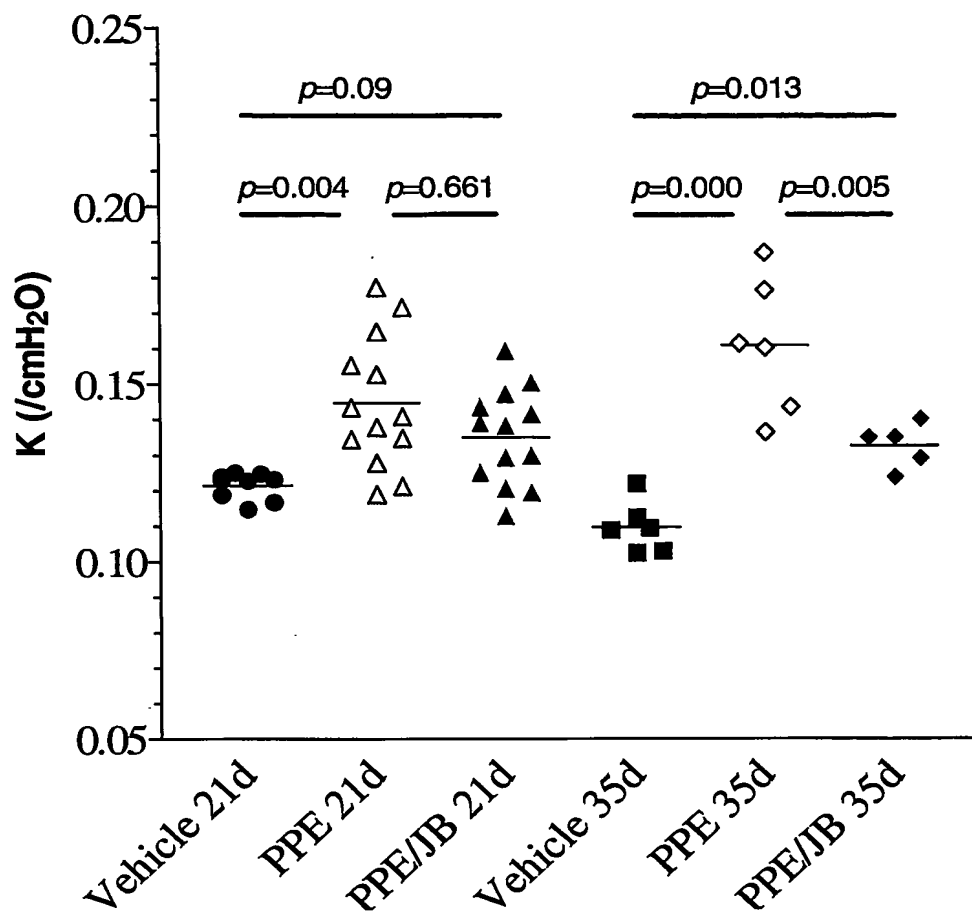 0.25
p=0.09 p=0.013
0.20
p=0.004 p=0.661 p=0.000 p=0.005
K (/cmH₂O)
0.15
0.10
0.05
Vehicle 21d
PPE 21d
PPE/JB 21d
Vehicle 35d
PPE 35d
PPE/JB 35d